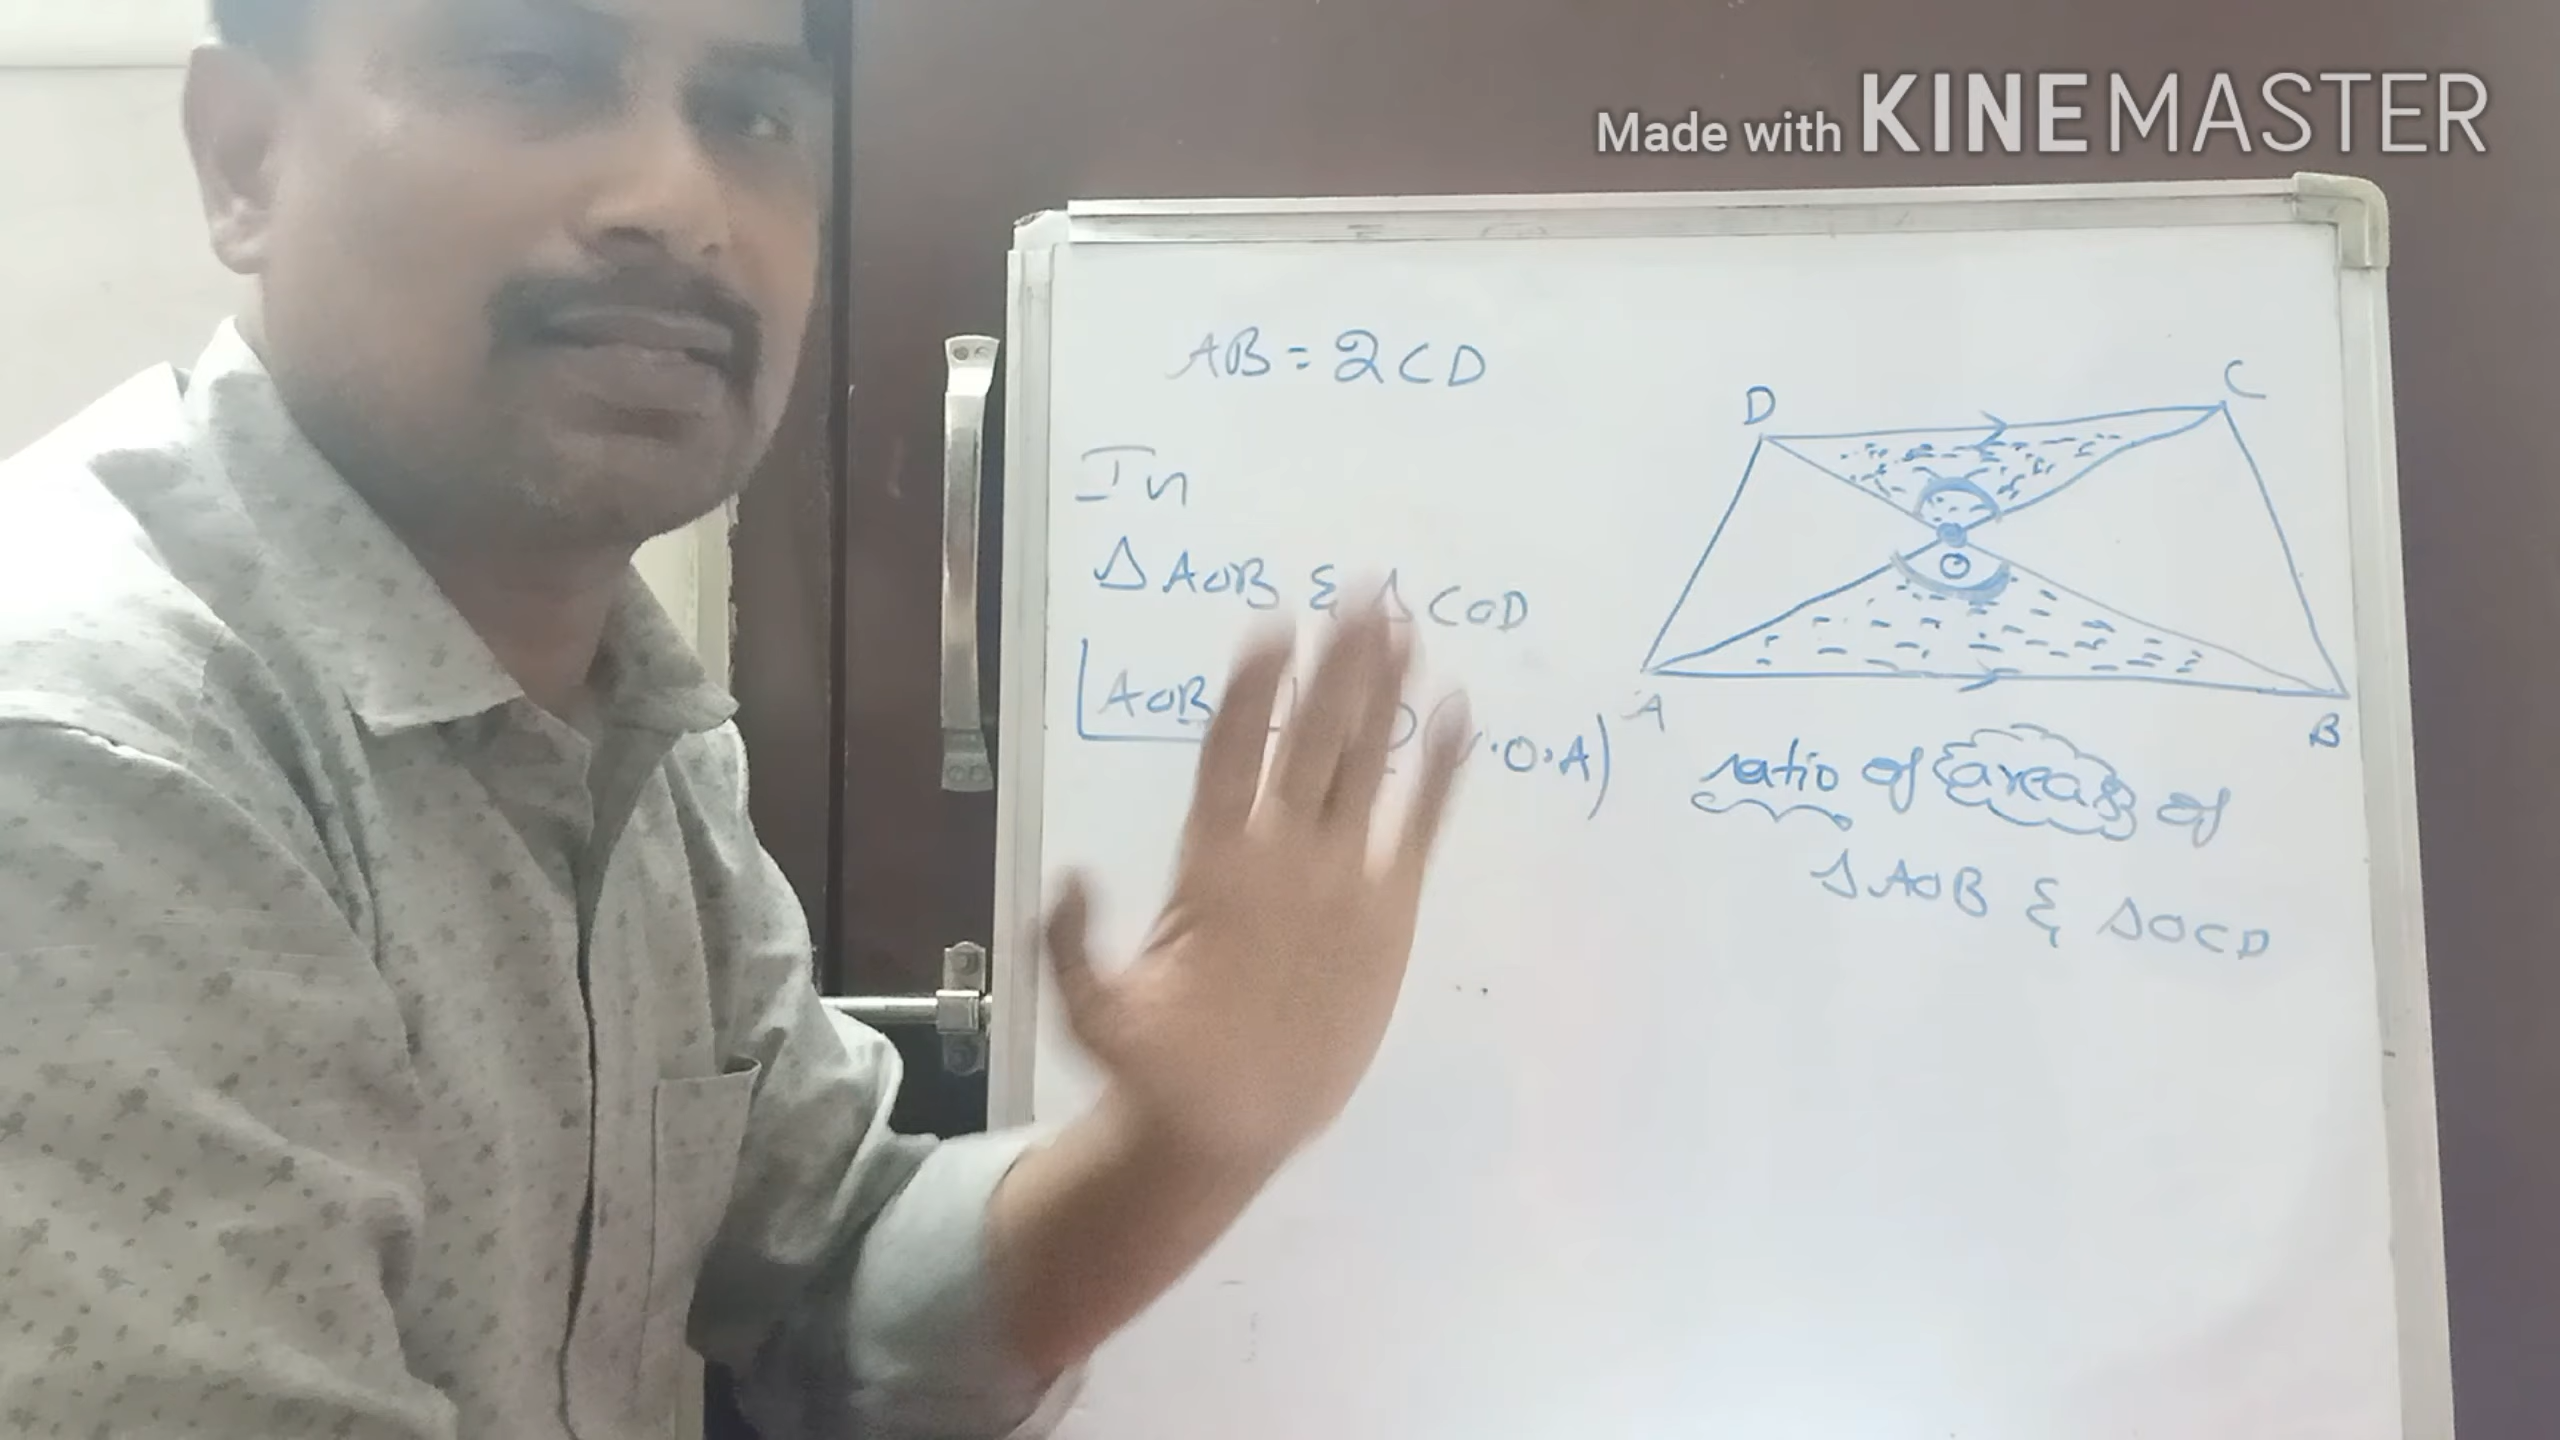 Made with KINEMASTER
AB = 2CD
In
Δ AOB & Δ COD
AOB
.O.A)
D
C
O
A
B
ratio of areas of
Δ AOB & Δ OCD